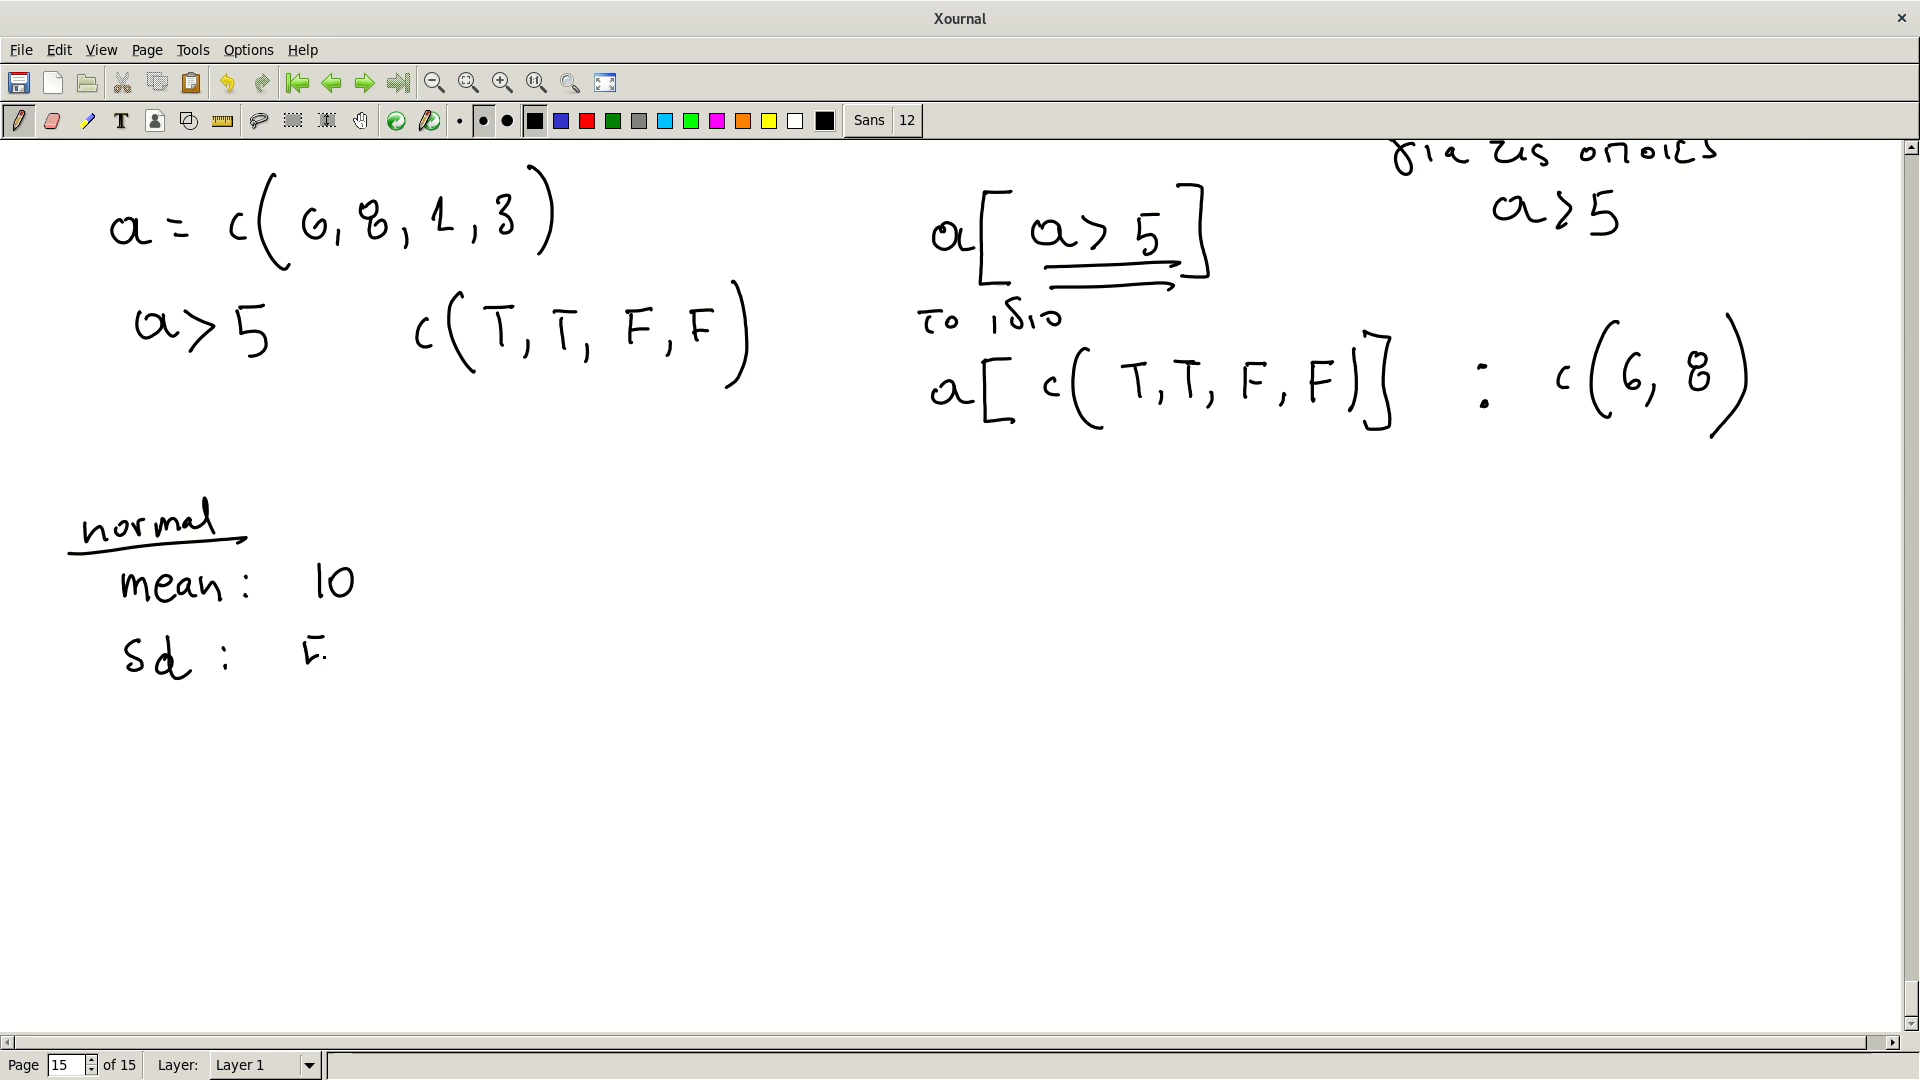 Xournal
File Edit View Page Tools Options Help
Sans 12
για τις οποίες
a > 5
a = c( 6, 8, 1, 3 )
a[ a > 5 ]
a > 5 c( T, T, F, F )
το ίδιο
a[ c( T, T, F, F ) ] : c( 6, 8 )
normal
mean : 10
sd :
Page 15 of 15 Layer: Layer 1